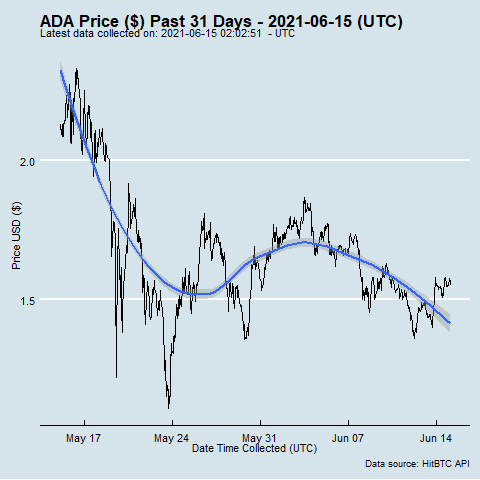 ADA Price ($) Past 31 Days - 2021-06-15 (UTC)
Latest data collected on: 2021-06-15 02:02:51 - UTC
2.0
1.5
Price USD ($)
May 17 May 24 May 31 Jun 07 Jun 14
Date Time Collected (UTC)
Data source: HitBTC API